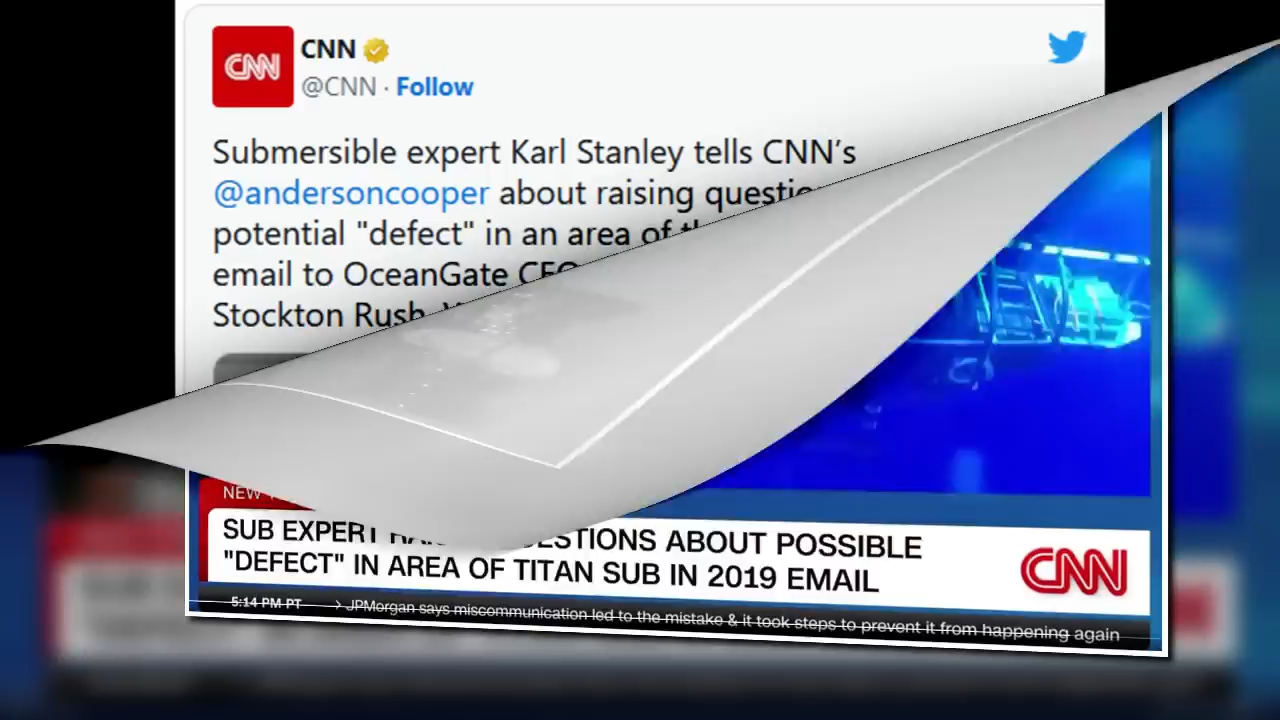 CNN
CNN
@CNN · Follow
Submersible expert Karl Stanley tells CNN's
@andersoncooper about raising
potential "defect" in an area of
email to OceanGate
Stockton Rush.
NEW
SUB EXPERT QUESTIONS ABOUT POSSIBLE
"DEFECT" IN AREA OF TITAN SUB IN 2019 EMAIL
CNN
5:14 PM PT > JPMorgan says miscommunication led to the mistake & it took steps to prevent it from happening again